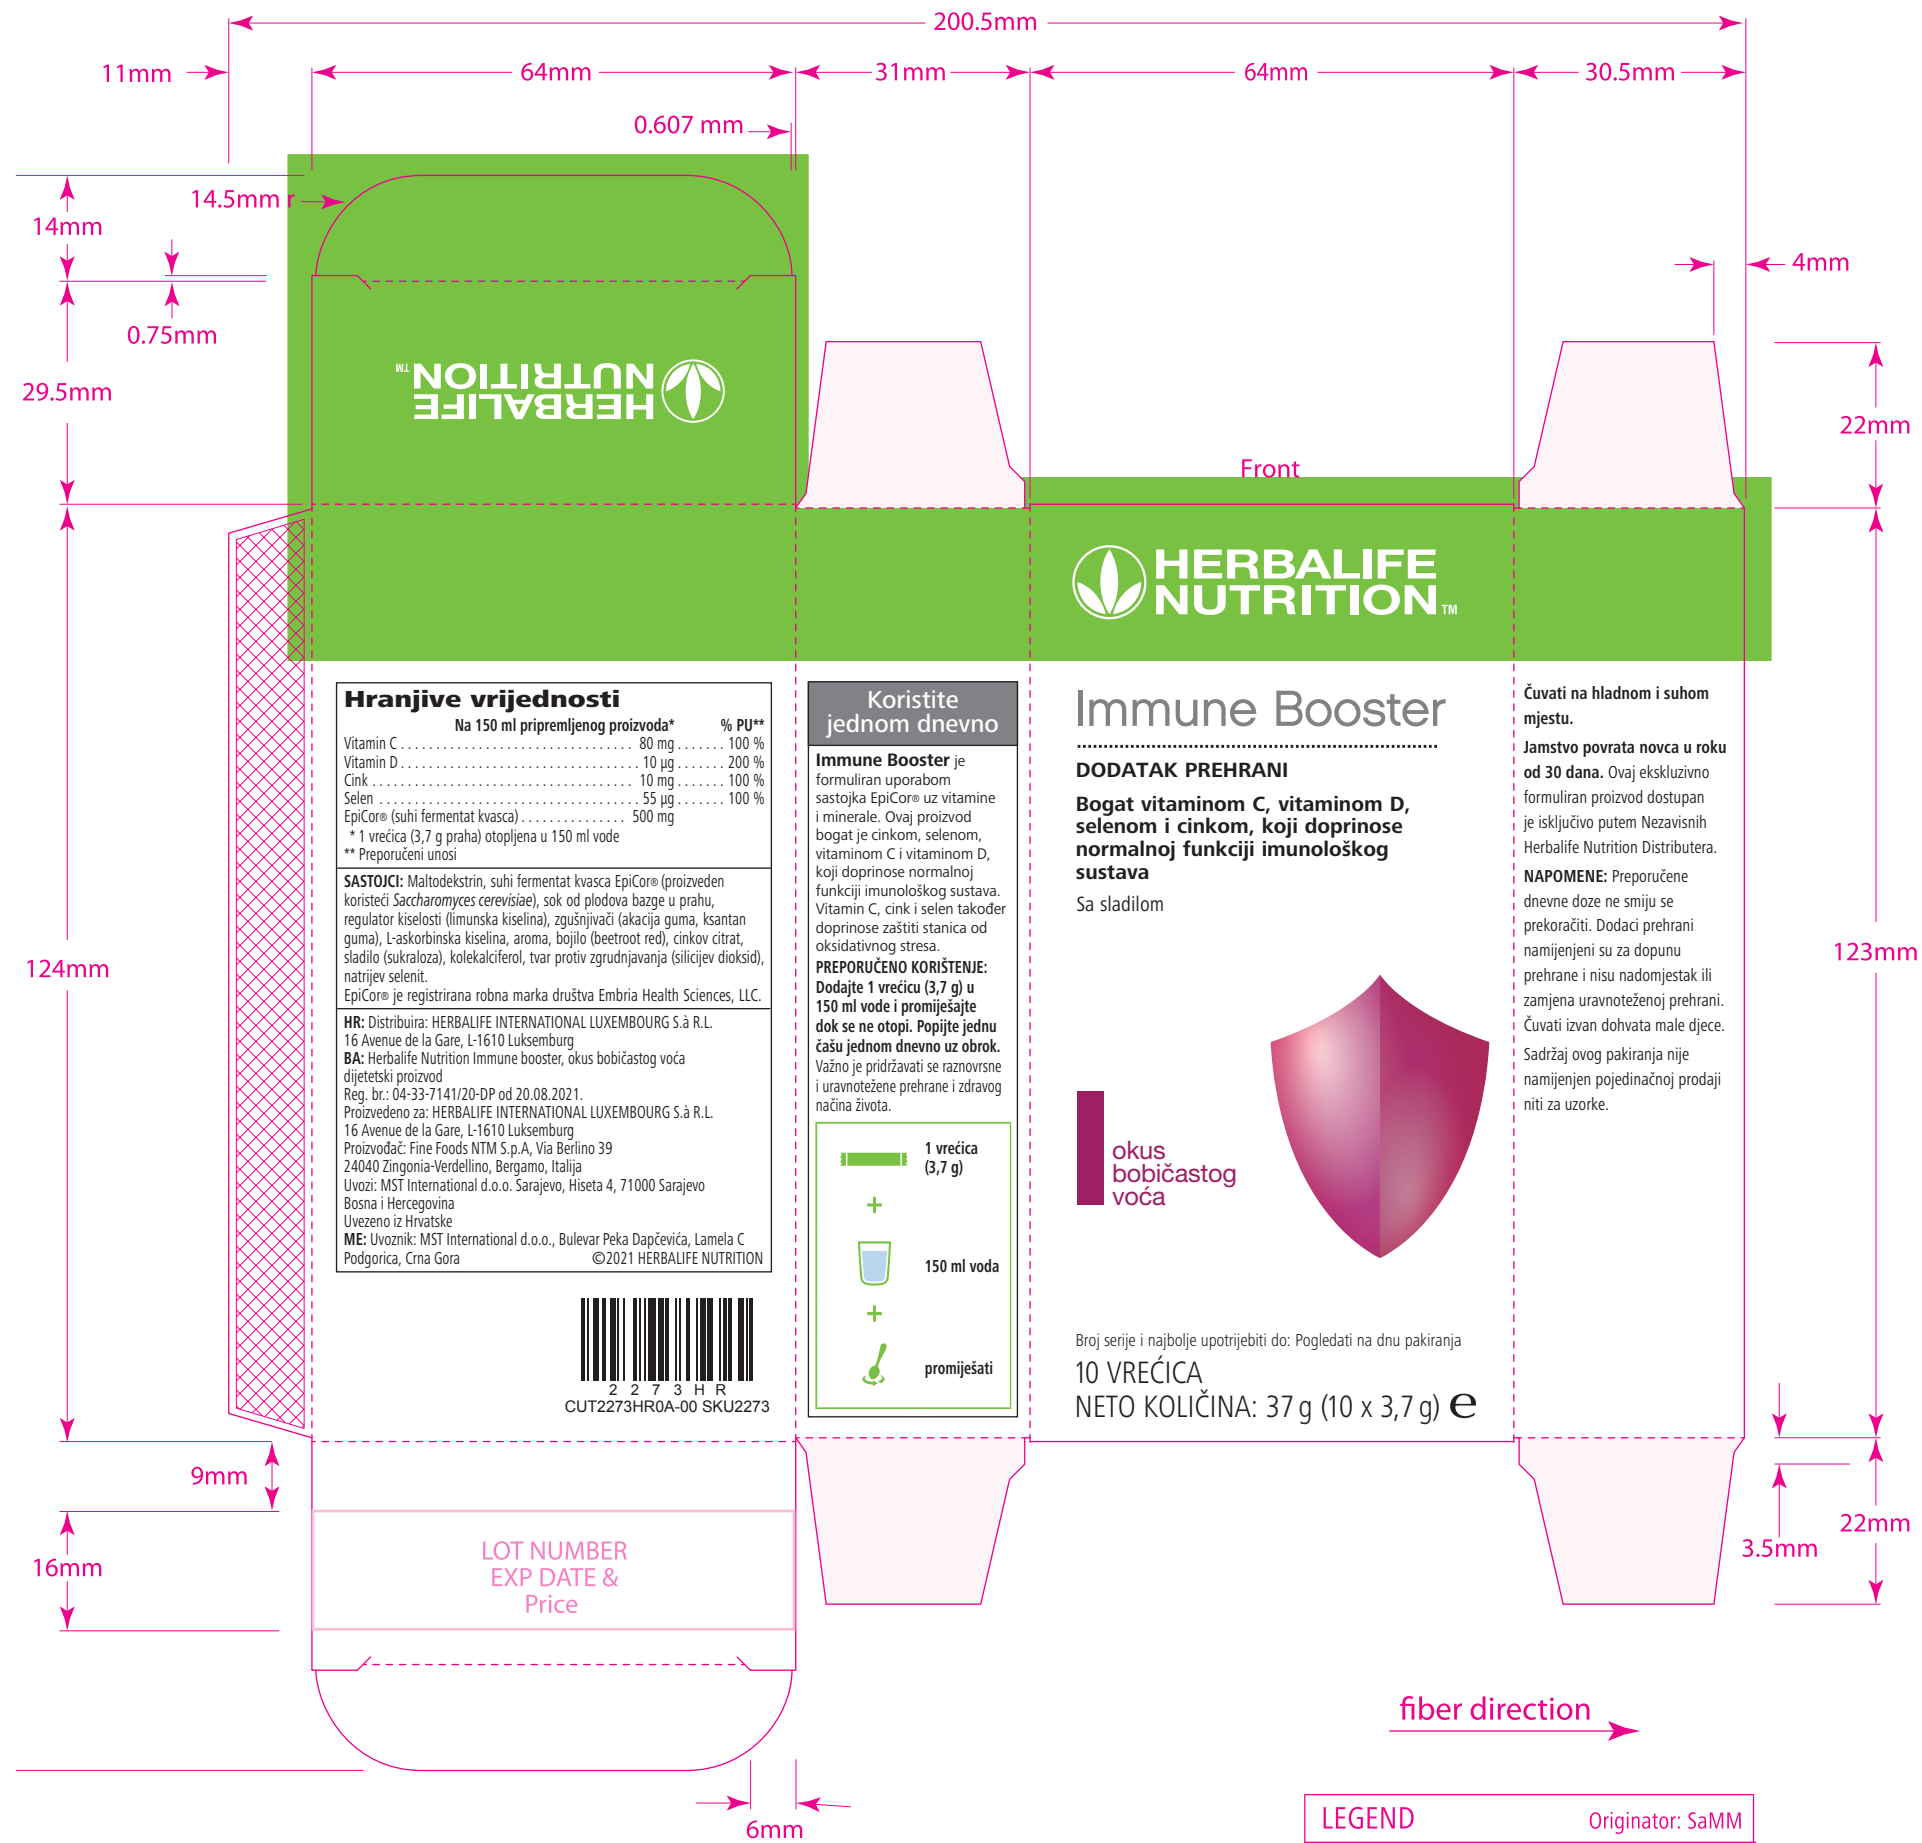 200.5mm
11mm
64mm
31mm
64mm
30.5mm
0.607 mm
14.5mm r
14mm
0.75mm
29.5mm
4mm
22mm
HERBALIFE
NUTRITION™
Front
HERBALIFE
NUTRITION™
124mm
123mm
Hranjive vrijednosti
Na 150 ml pripremljenog proizvoda* % PU**
Vitamin C . . . . . . . . . . . . . . . . . . . . . . . . . . . . . . . . . 80 mg . . . . . . . 100 %
Vitamin D . . . . . . . . . . . . . . . . . . . . . . . . . . . . . . . . . . 10 µg . . . . . . . 200 %
Cink . . . . . . . . . . . . . . . . . . . . . . . . . . . . . . . . . . . . . 10 mg . . . . . . . 100 %
Selen . . . . . . . . . . . . . . . . . . . . . . . . . . . . . . . . . . . . . 55 µg . . . . . . . 100 %
EpiCor® (suhi fermentat kvasca) . . . . . . . . . . . . . . . 500 mg
* 1 vrećica (3,7 g praha) otopljena u 150 ml vode
** Preporučeni unosi
SASTOJCI: Maltodekstrin, suhi fermentat kvasca EpiCor® (proizveden
koristeći Saccharomyces cerevisiae), sok od plodova bazge u prahu,
regulator kiselosti (limunska kiselina), zgušnjivači (akacija guma, ksantan
guma), L-askorbinska kiselina, aroma, bojilo (beetroot red), cinkov citrat,
sladilo (sukraloza), kolekalciferol, tvar protiv zgrudnjavanja (silicijev dioksid),
natrijev selenit.
EpiCor® je registrirana robna marka društva Embria Health Sciences, LLC.
HR: Distribuira: HERBALIFE INTERNATIONAL LUXEMBOURG S.à R.L.
16 Avenue de la Gare, L-1610 Luksemburg
BA: Herbalife Nutrition Immune booster, okus bobičastog voća
dijetetski proizvod
Reg. br.: 04-33-7141/20-DP od 20.08.2021.
Proizvedeno za: HERBALIFE INTERNATIONAL LUXEMBOURG S.à R.L.
16 Avenue de la Gare, L-1610 Luksemburg
Proizvođač: Fine Foods NTM S.p.A, Via Berlino 39
24040 Zingonia-Verdellino, Bergamo, Italija
Uvozi: MST International d.o.o. Sarajevo, Hiseta 4, 71000 Sarajevo
Bosna i Hercegovina
Uvezeno iz Hrvatske
ME: Uvoznik: MST International d.o.o., Bulevar Peka Dapčevića, Lamela C
Podgorica, Crna Gora ©2021 HERBALIFE NUTRITION
2 2 7 3 H R
CUT2273HR0A-00 SKU2273
Koristite
jednom dnevno
Immune Booster je
formuliran uporabom
sastojka EpiCor® uz vitamine
i minerale. Ovaj proizvod
bogat je cinkom, selenom,
vitaminom C i vitaminom D,
koji doprinose normalnoj
funkciji imunološkog sustava.
Vitamin C, cink i selen također
doprinose zaštiti stanica od
oksidativnog stresa.
PREPORUČENO KORIŠTENJE:
Dodajte 1 vrećicu (3,7 g) u
150 ml vode i promiješajte
dok se ne otopi. Popijte jednu
čašu jednom dnevno uz obrok.
Važno je pridržavati se raznovrsne
i uravnotežene prehrane i zdravog
načina života.
1 vrećica
(3,7 g)
+
150 ml voda
+
promiješati
Immune Booster
DODATAK PREHRANI
Bogat vitaminom C, vitaminom D,
selenom i cinkom, koji doprinose
normalnoj funkciji imunološkog
sustava
Sa sladilom
okus
bobičastog
voća
Broj serije i najbolje upotrijebiti do: Pogledati na dnu pakiranja
10 VREĆICA
NETO KOLIČINA: 37 g (10 x 3,7 g) ℮
Čuvati na hladnom i suhom
mjestu.
Jamstvo povrata novca u roku
od 30 dana. Ovaj ekskluzivno
formuliran proizvod dostupan
je isključivo putem Nezavisnih
Herbalife Nutrition Distributera.
NAPOMENE: Preporučene
dnevne doze ne smiju se
prekoračiti. Dodaci prehrani
namijenjeni su za dopunu
prehrane i nisu nadomjestak ili
zamjena uravnoteženoj prehrani.
Čuvati izvan dohvata male djece.
Sadržaj ovog pakiranja nije
namijenjen pojedinačnoj prodaji
niti za uzorke.
9mm
16mm
LOT NUMBER
EXP DATE &
Price
3.5mm
22mm
6mm
fiber direction
LEGEND Originator: SaMM